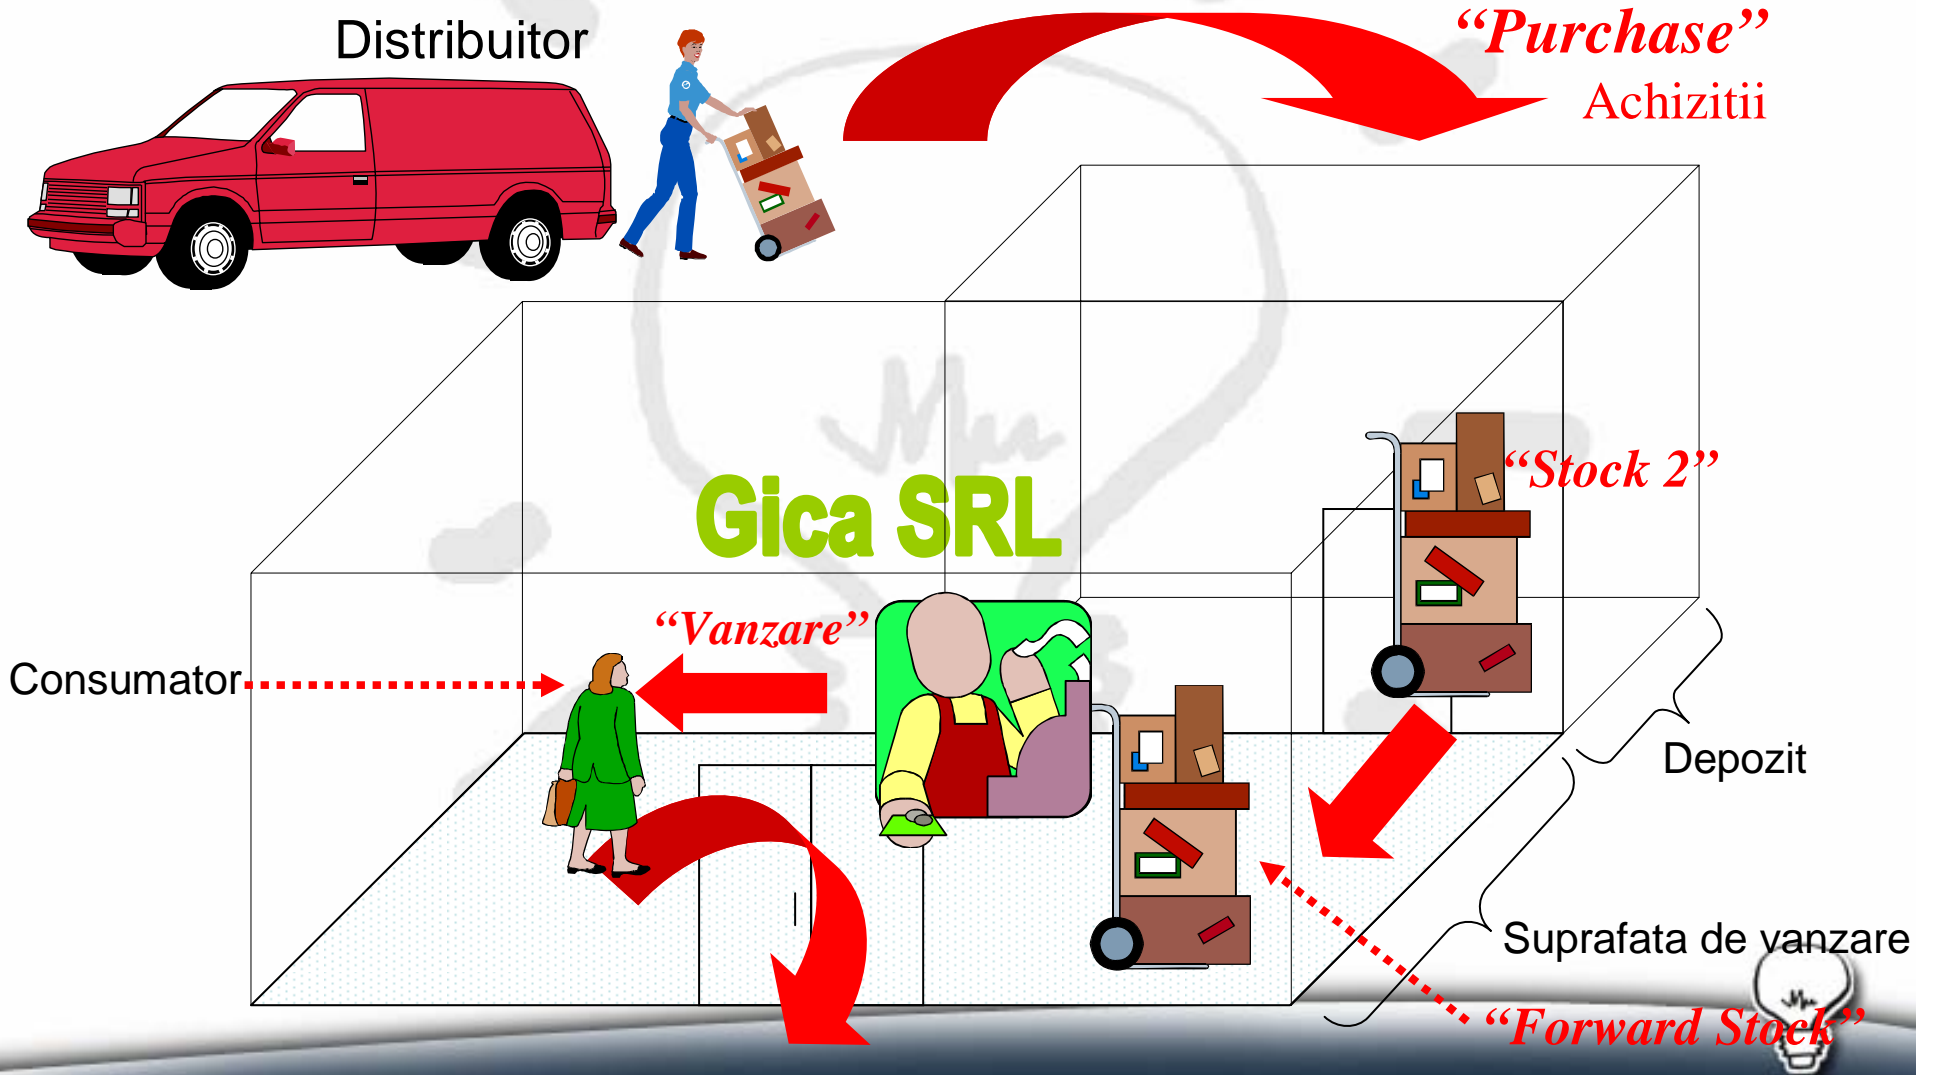 Distribuitor
“Purchase”
Achizitii
“Stock 2”
Gica SRL
“Vanzare”
Consumator
Depozit
Suprafata de vanzare
“Forward Stock”